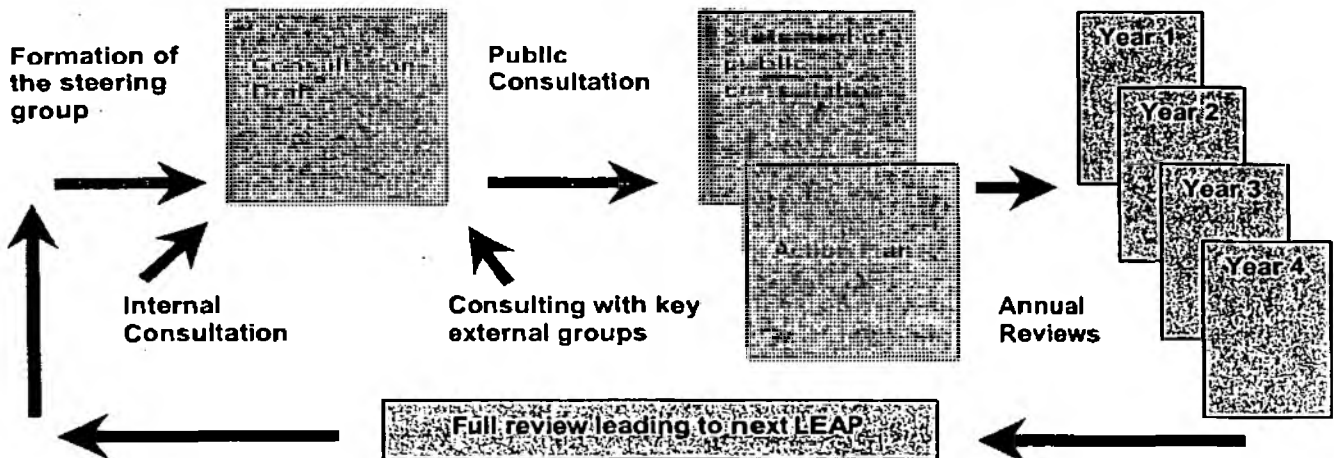 Formation of
the steering
group
Consultation
Draft
Public
Consultation
Statement of
public
consultation
Action Plan
Year 1
Year 2
Year 3
Year 4
Internal
Consultation
Consulting with key
external groups
Annual
Reviews
Full review leading to next LEAP